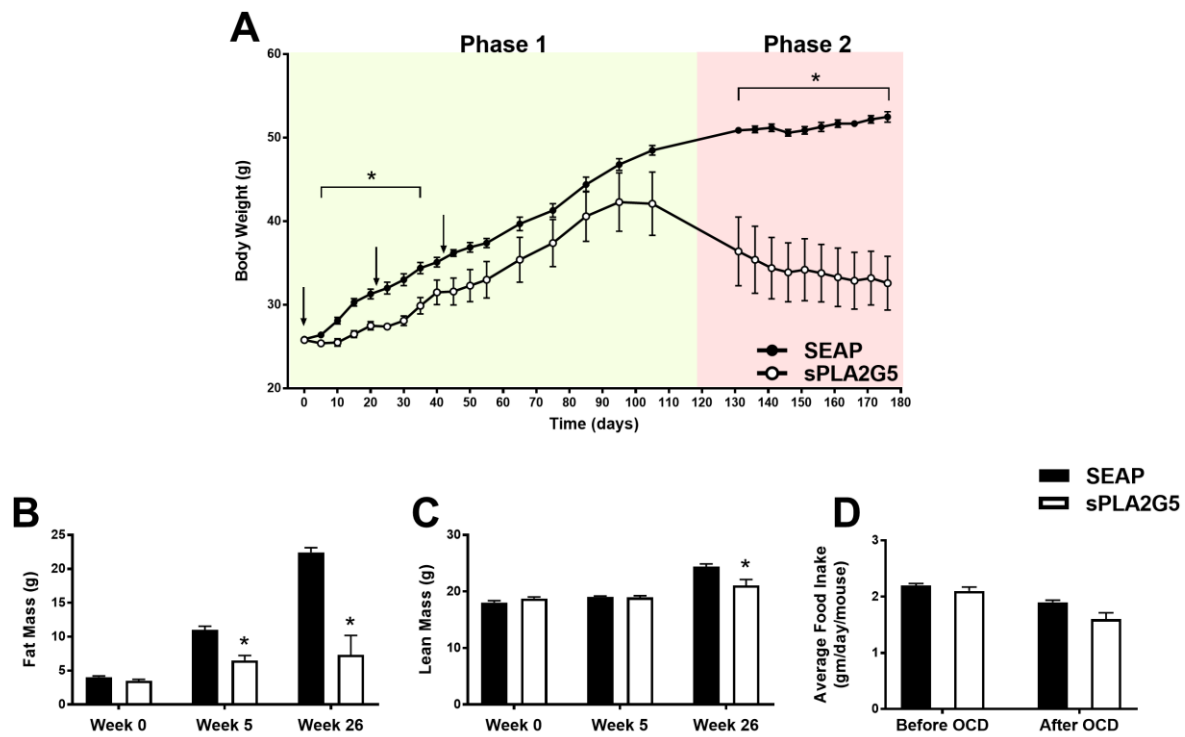 A
Phase 1
Phase 2
60
50
40
30
20
Body Weight (g)
*
*
SEAP
sPLA2G5
0 10 20 30 40 50 60 70 80 90 100 110 120 130 140 150 160 170 180
Time (days)
SEAP
sPLA2G5
B
25
20
15
10
5
0
Fat Mass (g)
*
*
Week 0 Week 5 Week 26
C
30
20
10
0
Lean Mass (g)
*
Week 0 Week 5 Week 26
D
3
2
1
0
Average Food Inake
(gm/day/mouse)
Before OCD After OCD